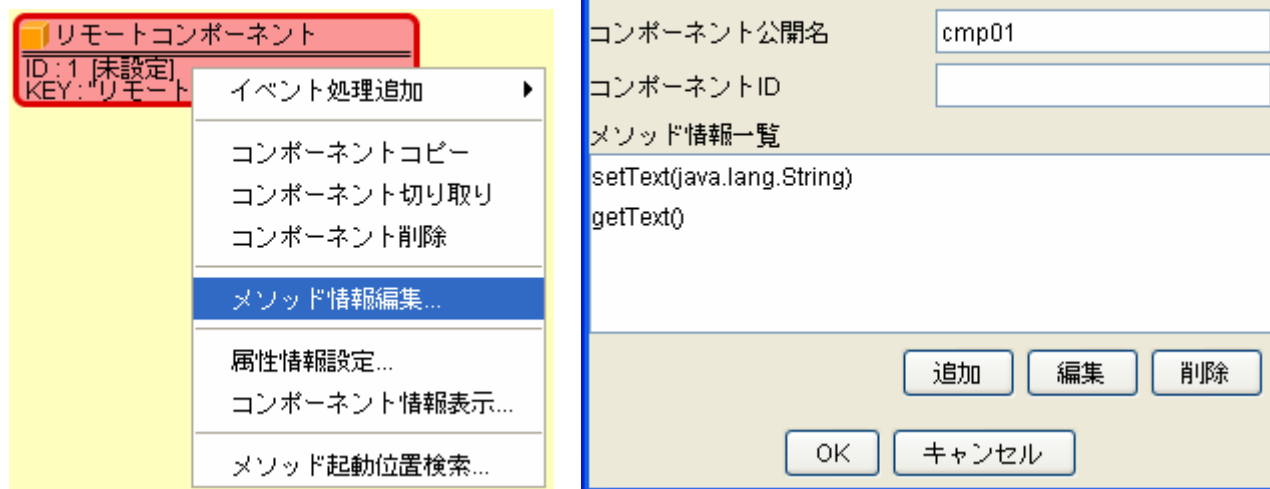 リモートコンポーネント
ID : 1 [未設定]
KEY : "リモート
イベント処理追加
コンポーネントコピー
コンポーネント切り取り
コンポーネント削除
メソッド情報編集...
属性情報設定...
コンポーネント情報表示...
メソッド起動位置検索...
コンポーネント公開名
cmp01
コンポーネントID
メソッド情報一覧
setText(java.lang.String)
getText()
追加
編集
削除
OK
キャンセル